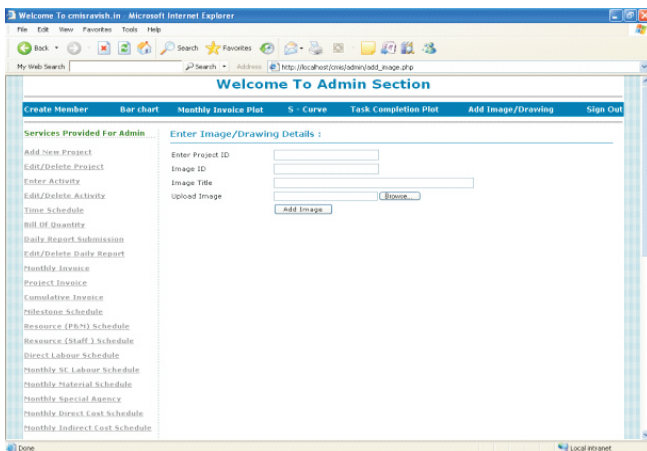 Welcome To cmisravish.in - Microsoft Internet Explorer
File Edit View Favorites Tools Help
Back Search Favorites
My Web Search Search Address http://localhost/cmis/admin/add_image.php
Welcome To Admin Section
Create Member Bar chart Monthly Invoice Plot S - Curve Task Completion Plot Add Image/Drawing Sign Out
Services Provided For Admin
Enter Image/Drawing Details :
Add New Project
Enter Project ID
Edit/Delete Project
Image ID
Enter Activity
Image Title
Edit/Delete Activity
Upload Image Browse...
Time Schedule
Add Image
Bill Of Quantity
Daily Report Submission
Edit/Delete Daily Report
Monthly Invoice
Project Invoice
Cumulative Invoice
Milestone Schedule
Resource (P&M) Schedule
Resource (Staff ) Schedule
Direct Labour Schedule
Monthly SC Labour Schedule
Monthly Material Schedule
Monthly Special Agency
Monthly Direct Cost Schedule
Monthly Indirect Cost Schedule
Done Local intranet